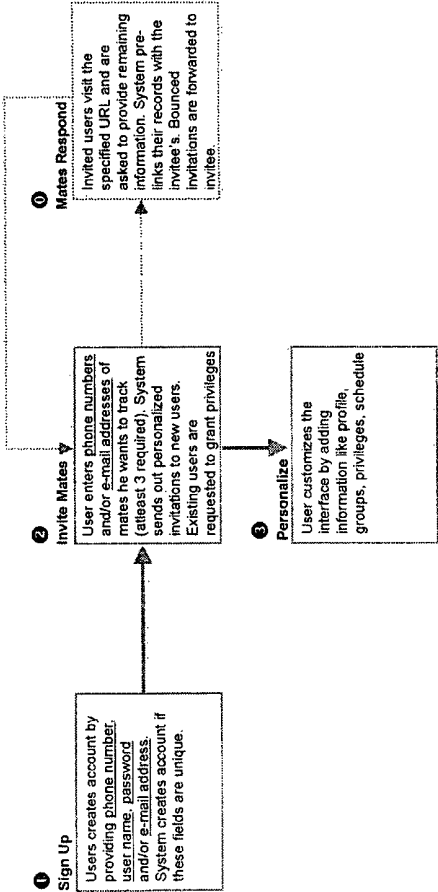 ❶
Sign Up
Users creates account by
providing phone number,
user name, password
and/or e-mail address.
System creates account if
these fields are unique.
❷
Invite Mates
User enters phone numbers
and/or e-mail addresses of
mates he wants to track
(atleast 3 required). System
sends out personalized
invitations to new users.
Existing users are
requested to grant privileges
❸
Personalize
User customizes the
interface by adding
information like profile,
groups, privileges, schedule
⓿
Mates Respond
Invited users visit the
specified URL and are
asked to provide remaining
information. System pre-
links their records with the
invitee's. Bounced
invitations are forwarded to
invitee.